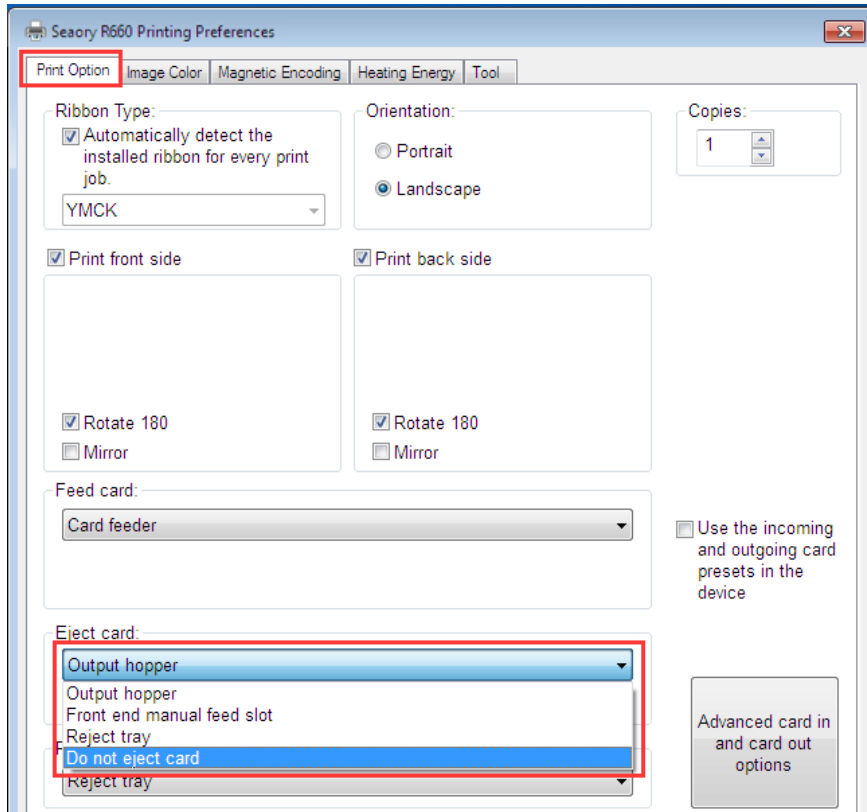 Seaory R660 Printing Preferences
Print Option Image Color Magnetic Encoding Heating Energy Tool
Ribbon Type:
Automatically detect the
installed ribbon for every print
job.
YMCK
Orientation:
Portrait
Landscape
Copies:
1
Print front side
Rotate 180
Mirror
Print back side
Rotate 180
Mirror
Feed card:
Card feeder
Use the incoming
and outgoing card
presets in the
device
Eject card:
Output hopper
Output hopper
Front end manual feed slot
Reject tray
Do not eject card
Reject tray
Advanced card in
and card out
options